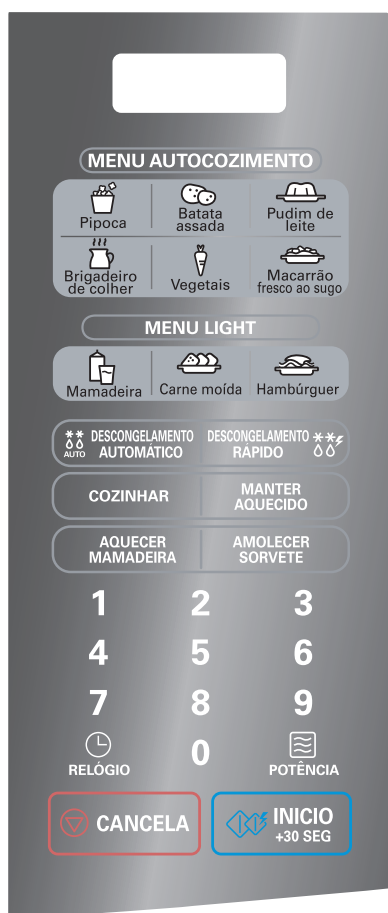 MENU AUTOCOZIMENTO
Pipoca
Batata
assada
Pudim de
leite
Brigadeiro
de colher
Vegetais
Macarrão
fresco ao sugo
MENU LIGHT
Mamadeira
Carne moída
Hambúrguer
AUTO
DESCONGELAMENTO
AUTOMÁTICO
DESCONGELAMENTO
RÁPIDO
COZINHAR
MANTER
AQUECIDO
AQUECER
MAMADEIRA
AMOLECER
SORVETE
1 2 3
4 5 6
7 8 9
0
RELÓGIO
POTÊNCIA
CANCELA
INICIO
+30 SEG